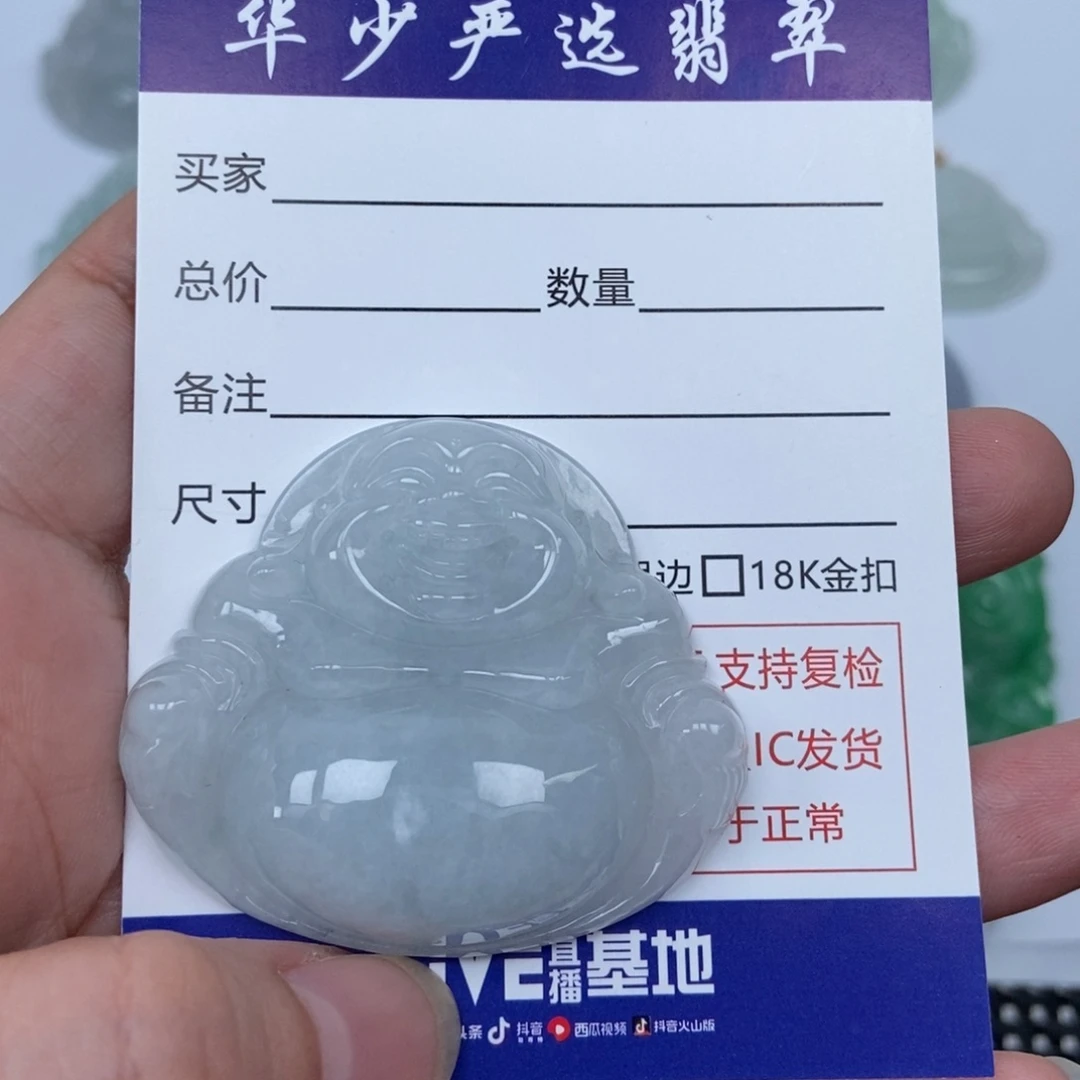 华少严选翡翠
买家
总价 数量
备注
尺寸
边 □18K金扣
支持复检
IC发货
于正常
直播基地
头条 抖音 西瓜视频 抖音火山版